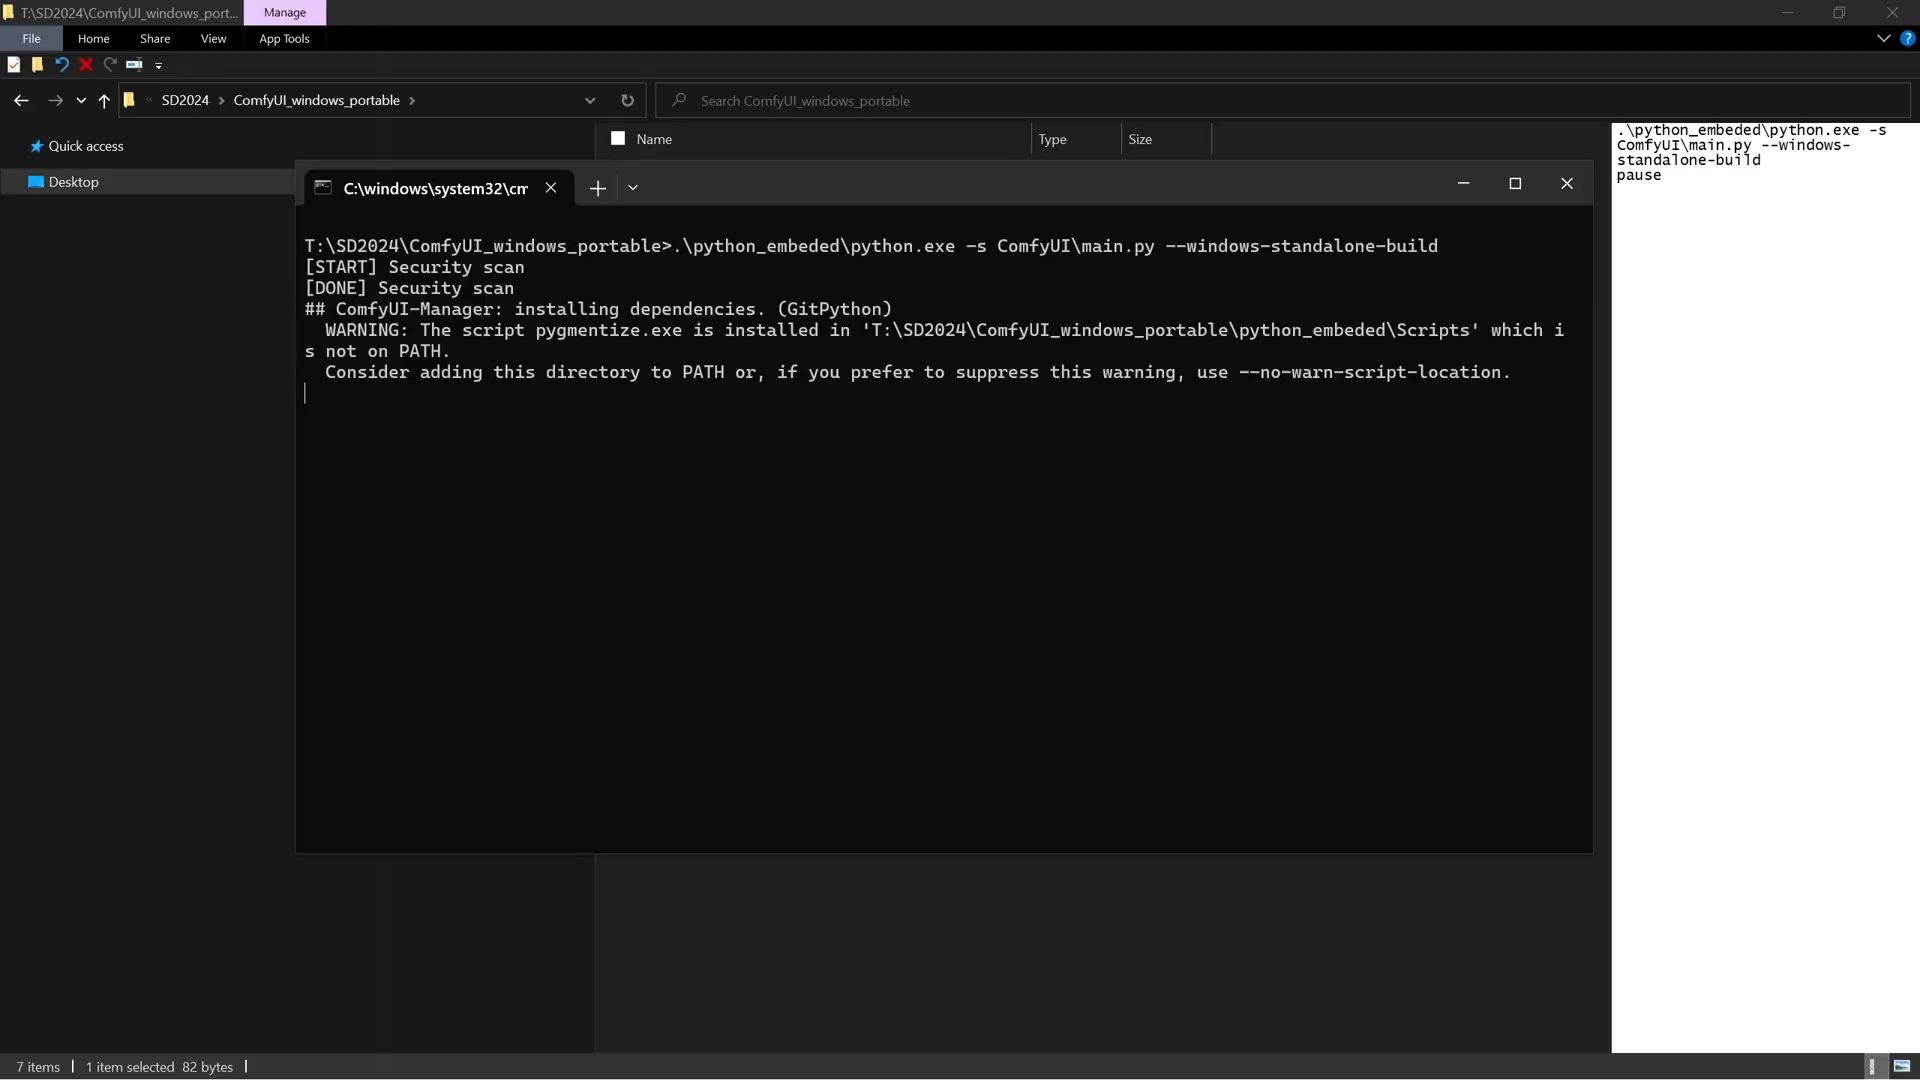 T:\SD2024\ComfyUI_windows_port...
Manage
File
Home
Share
View
App Tools
SD2024
ComfyUI_windows_portable
Search ComfyUI_windows_portable
Quick access
Desktop
Name
Type
Size
C:\windows\system32\cm
T:\SD2024\ComfyUI_windows_portable>.\python_embeded\python.exe -s ComfyUI\main.py --windows-standalone-build
[START] Security scan
[DONE] Security scan
## ComfyUI-Manager: installing dependencies. (GitPython)
WARNING: The script pygmentize.exe is installed in 'T:\SD2024\ComfyUI_windows_portable\python_embeded\Scripts' which i
s not on PATH.
Consider adding this directory to PATH or, if you prefer to suppress this warning, use --no-warn-script-location.
.\python_embeded\python.exe -s
ComfyUI\main.py --windows-
standalone-build
pause
7 items
1 item selected 82 bytes